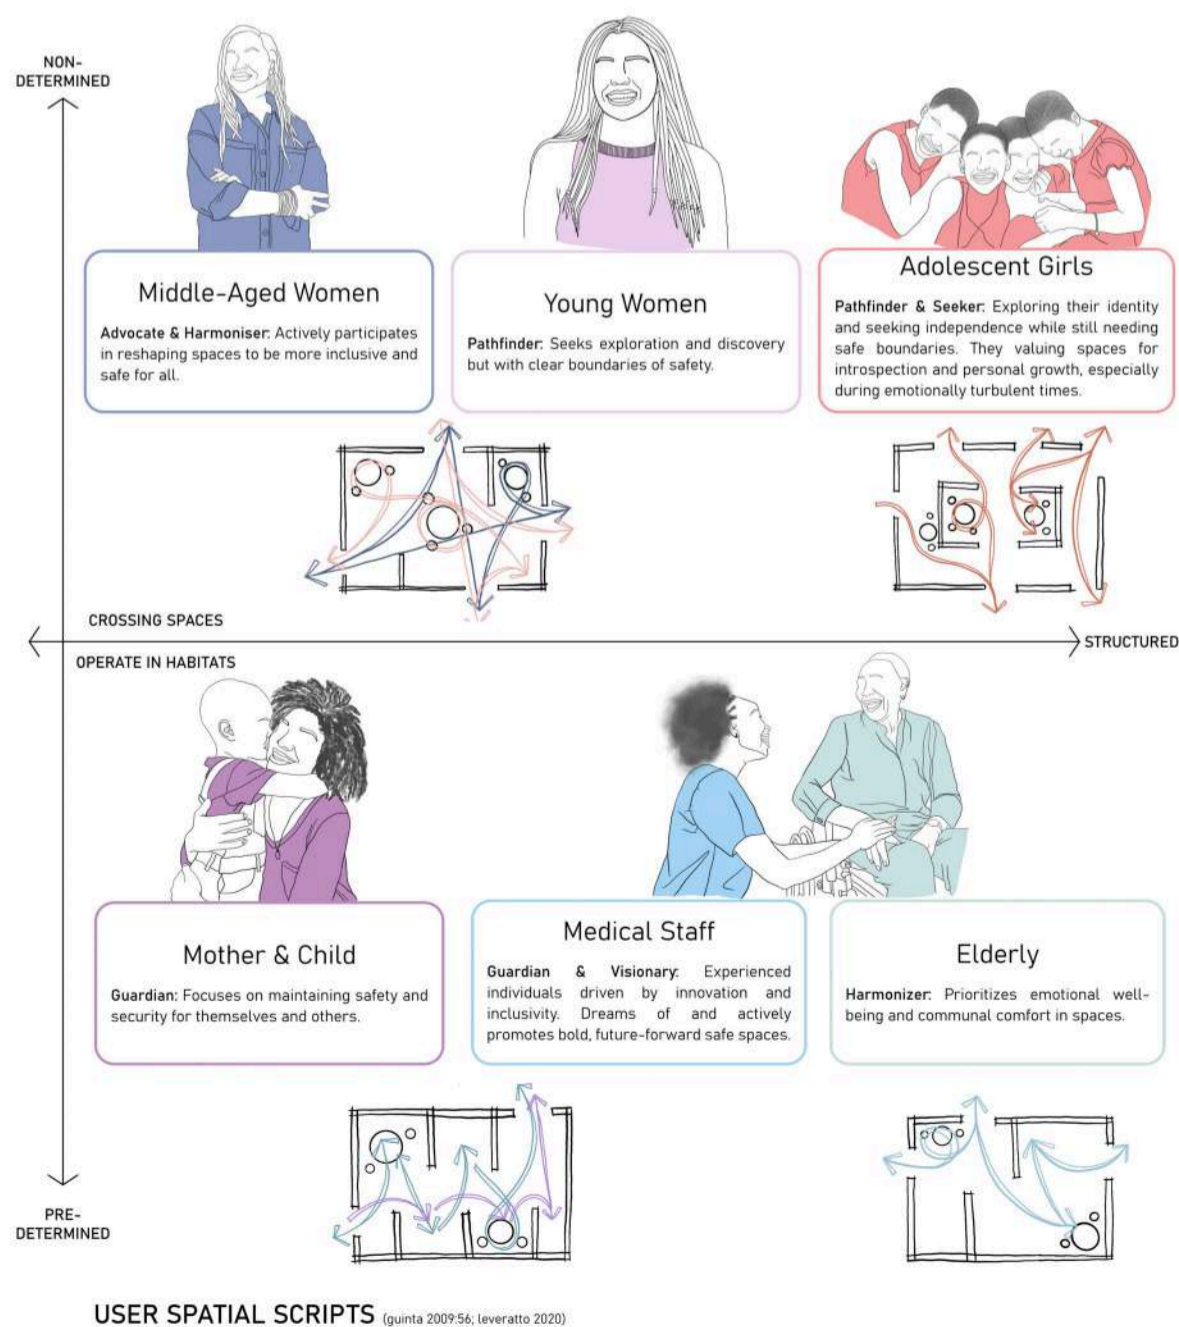 NON-
DETERMINED
Middle-Aged Women
Advocate & Harmoniser: Actively participates
in reshaping spaces to be more inclusive and
safe for all.
Young Women
Pathfinder: Seeks exploration and discovery
but with clear boundaries of safety.
Adolescent Girls
Pathfinder & Seeker: Exploring their identity
and seeking independence while still needing
safe boundaries. They valuing spaces for
introspection and personal growth, especially
during emotionally turbulent times.
CROSSING SPACES
STRUCTURED
OPERATE IN HABITATS
Mother & Child
Guardian: Focuses on maintaining safety and
security for themselves and others.
Medical Staff
Guardian & Visionary: Experienced
individuals driven by innovation and
inclusivity. Dreams of and actively
promotes bold, future-forward safe spaces.
Elderly
Harmonizer: Prioritizes emotional well-
being and communal comfort in spaces.
PRE-
DETERMINED
USER SPATIAL SCRIPTS (guinta 2009:56; leveratto 2020)